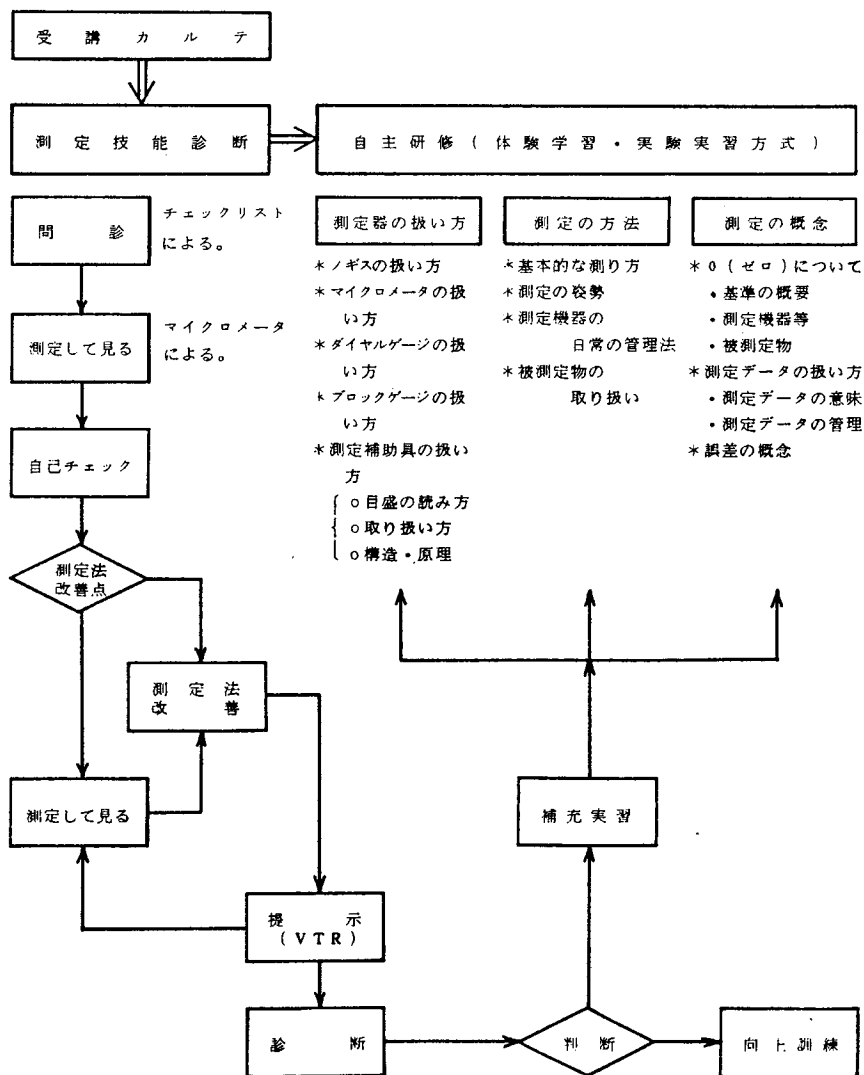 受講カルテ
測定技能診断
自主研修(体験学習・実験実習方式)
問診
チェックリスト
による。
測定して見る
マイクロメータ
による。
自己チェック
測定法
改善点
測定法
改善
測定して見る
提示
(VTR)
診断
判断
向上訓練
補充実習
測定器の扱い方
*ノギスの扱い方
*マイクロメータの扱
い方
*ダイヤルゲージの扱
い方
*ブロックゲージの扱
い方
*測定補助具の扱い
方
○目盛の読み方
○取り扱い方
○構造・原理
測定の方法
*基本的な測り方
*測定の姿勢
*測定機器の
日常の管理法
*被測定物の
取り扱い
測定の概念
*0(ゼロ)について
・基準の概要
・測定機器等
・被測定物
*測定データの扱い方
・測定データの意味
・測定データの管理
*誤差の概念